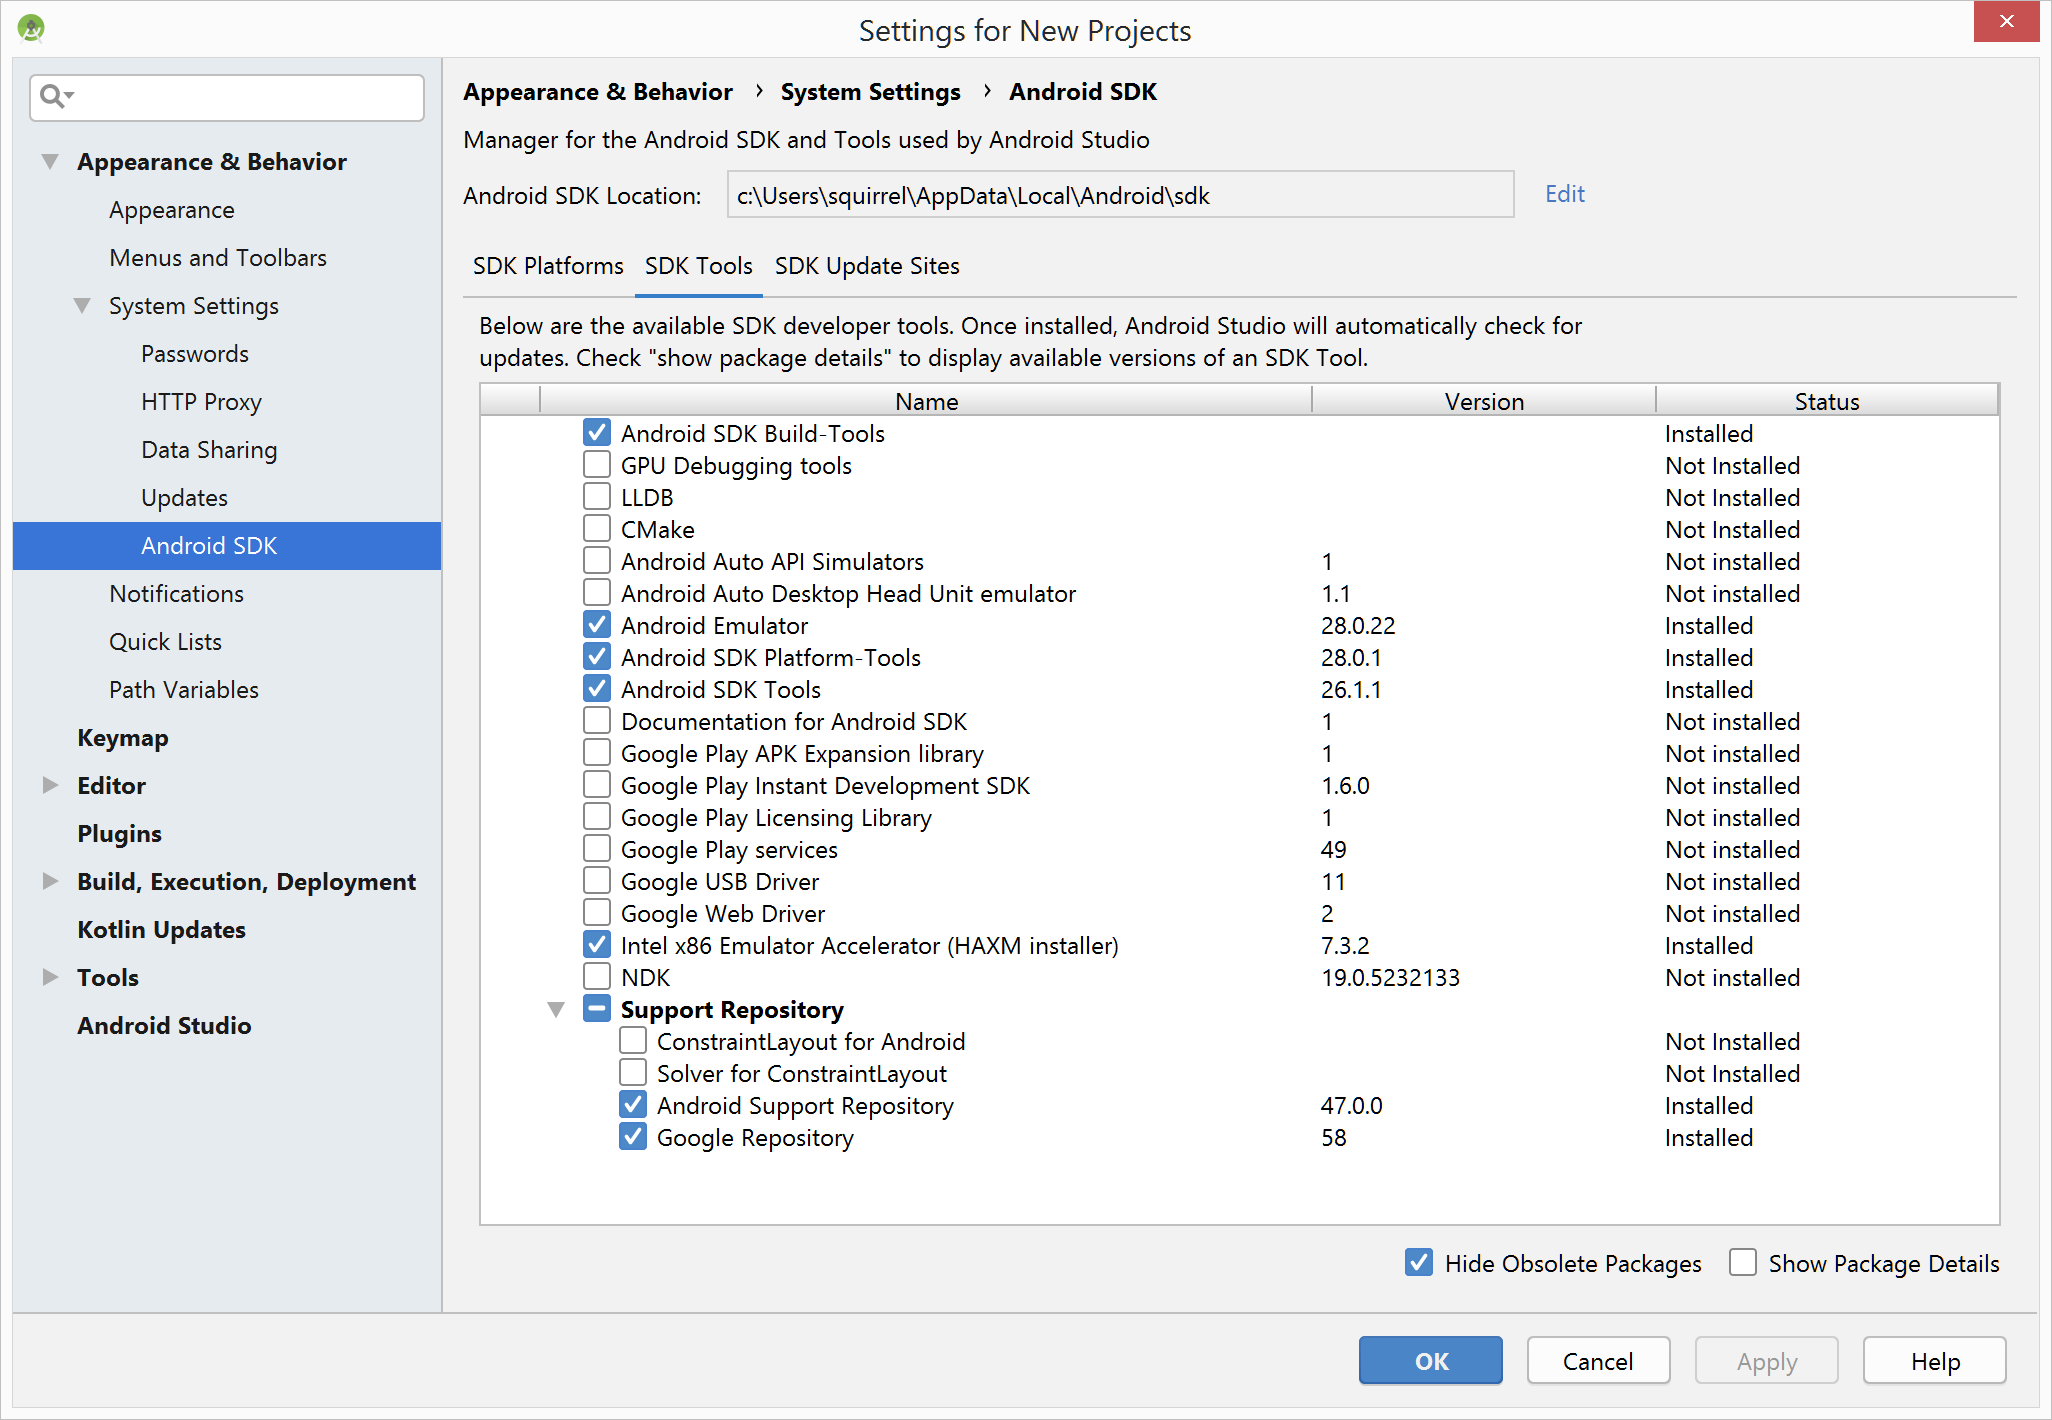 Settings for New Projects
Appearance & Behavior
Appearance
Menus and Toolbars
System Settings
Passwords
HTTP Proxy
Data Sharing
Updates
Android SDK
Notifications
Quick Lists
Path Variables
Keymap
Editor
Plugins
Build, Execution, Deployment
Kotlin Updates
Tools
Android Studio
Appearance & Behavior › System Settings › Android SDK
Manager for the Android SDK and Tools used by Android Studio
Android SDK Location: c:\Users\squirrel\AppData\Local\Android\sdk Edit
SDK Platforms SDK Tools SDK Update Sites
Below are the available SDK developer tools. Once installed, Android Studio will automatically check for
updates. Check "show package details" to display available versions of an SDK Tool.
Name Version Status
Android SDK Build-Tools Installed
GPU Debugging tools Not Installed
LLDB Not Installed
CMake Not Installed
Android Auto API Simulators 1 Not installed
Android Auto Desktop Head Unit emulator 1.1 Not installed
Android Emulator 28.0.22 Installed
Android SDK Platform-Tools 28.0.1 Installed
Android SDK Tools 26.1.1 Installed
Documentation for Android SDK 1 Not installed
Google Play APK Expansion library 1 Not installed
Google Play Instant Development SDK 1.6.0 Not installed
Google Play Licensing Library 1 Not installed
Google Play services 49 Not installed
Google USB Driver 11 Not installed
Google Web Driver 2 Not installed
Intel x86 Emulator Accelerator (HAXM installer) 7.3.2 Installed
NDK 19.0.5232133 Not installed
Support Repository
ConstraintLayout for Android Not Installed
Solver for ConstraintLayout Not Installed
Android Support Repository 47.0.0 Installed
Google Repository 58 Installed
Hide Obsolete Packages Show Package Details
OK Cancel Apply Help